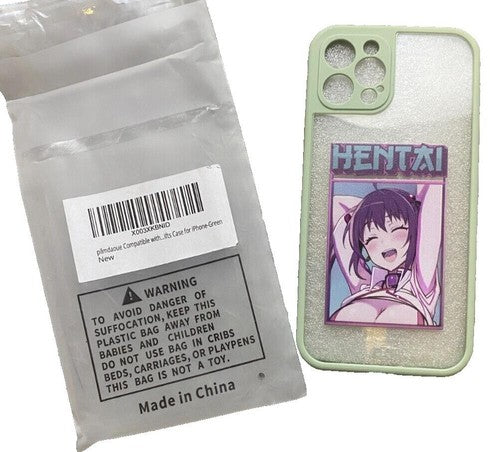 X003XKBNID
New
WARNING
TO AVOID DANGER OF
SUFFOCATION, KEEP THIS
PLASTIC BAG AWAY FROM
BABIES AND CHILDREN
DO NOT USE BAG IN CRIBS
BEDS, CARRIAGES, OR PLAYPENS
THIS BAG IS NOT A TOY.
Made in China
HENTAI